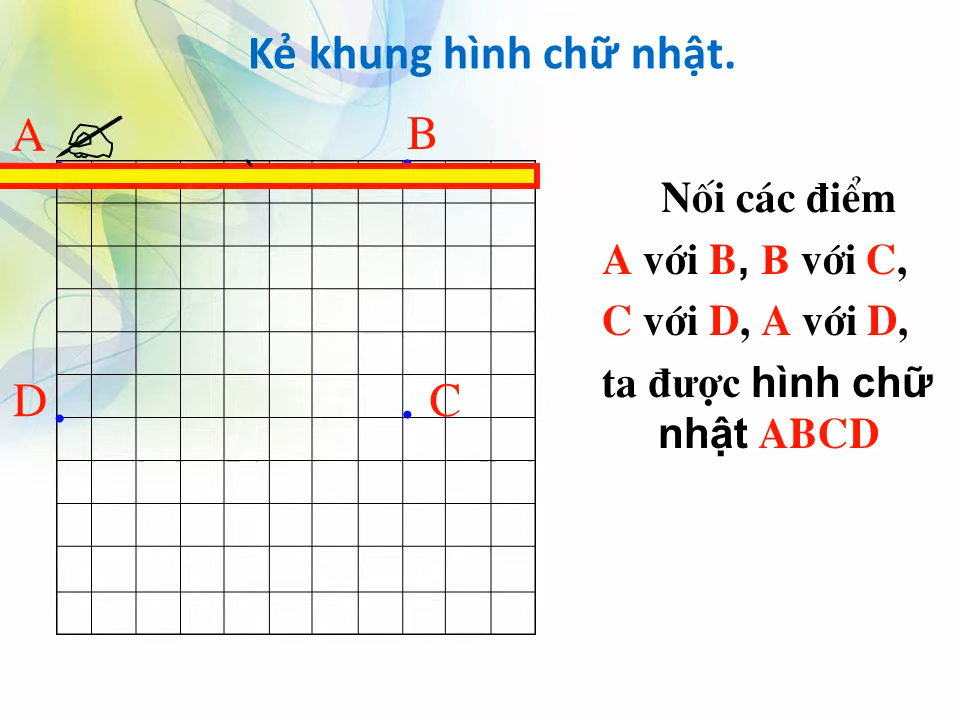 Kẻ khung hình chữ nhật.
A B
Nối các điểm
A với B, B với C,
C với D, A với D,
D C
ta được hình chữ
nhật ABCD